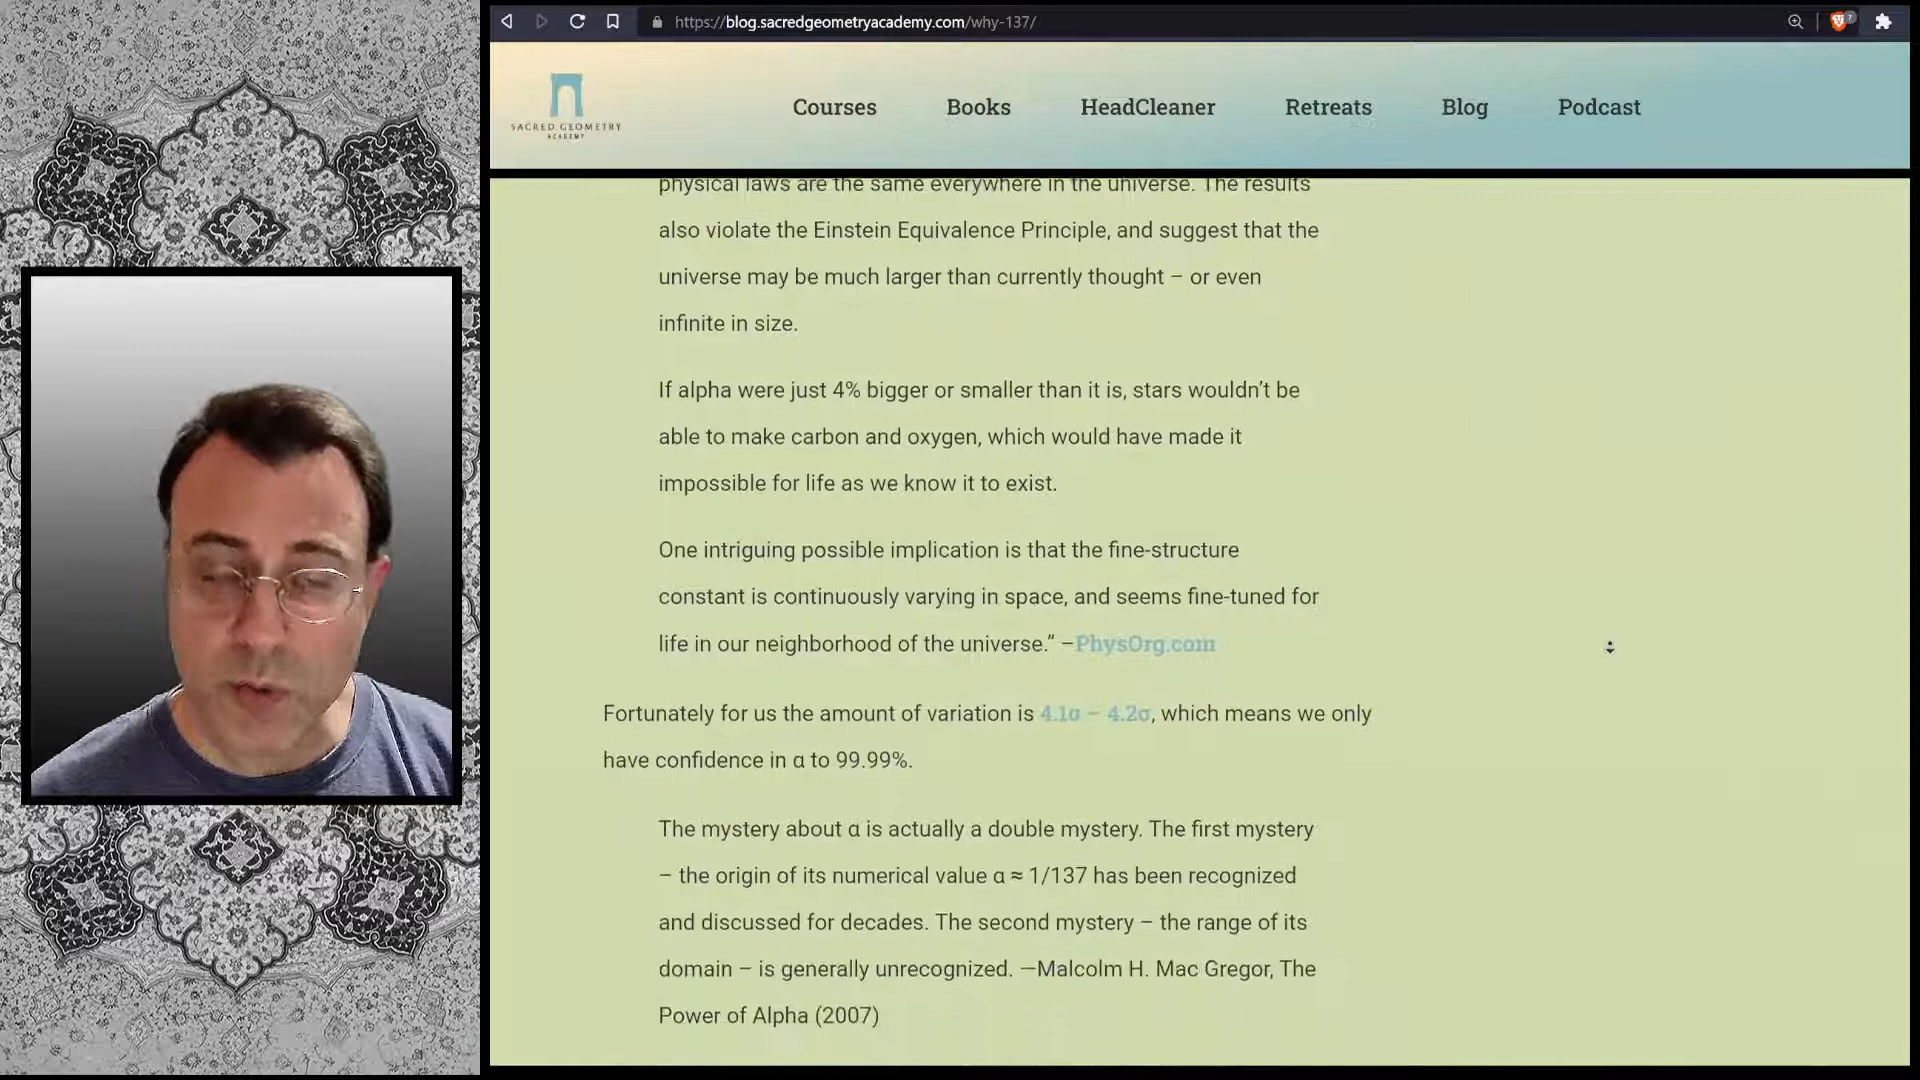 https://blog.sacredgeometryacademy.com/why-137/
7
SACRED GEOMETRY
ACADEMY
Courses
Books
HeadCleaner
Retreats
Blog
Podcast
physical laws are the same everywhere in the universe. The results
also violate the Einstein Equivalence Principle, and suggest that the
universe may be much larger than currently thought – or even
infinite in size.
If alpha were just 4% bigger or smaller than it is, stars wouldn’t be
able to make carbon and oxygen, which would have made it
impossible for life as we know it to exist.
One intriguing possible implication is that the fine-structure
constant is continuously varying in space, and seems fine-tuned for
life in our neighborhood of the universe.” –PhysOrg.com
Fortunately for us the amount of variation is 4.1σ – 4.2σ, which means we only
have confidence in α to 99.99%.
The mystery about α is actually a double mystery. The first mystery
– the origin of its numerical value α ≈ 1/137 has been recognized
and discussed for decades. The second mystery – the range of its
domain – is generally unrecognized. —Malcolm H. Mac Gregor, The
Power of Alpha (2007)